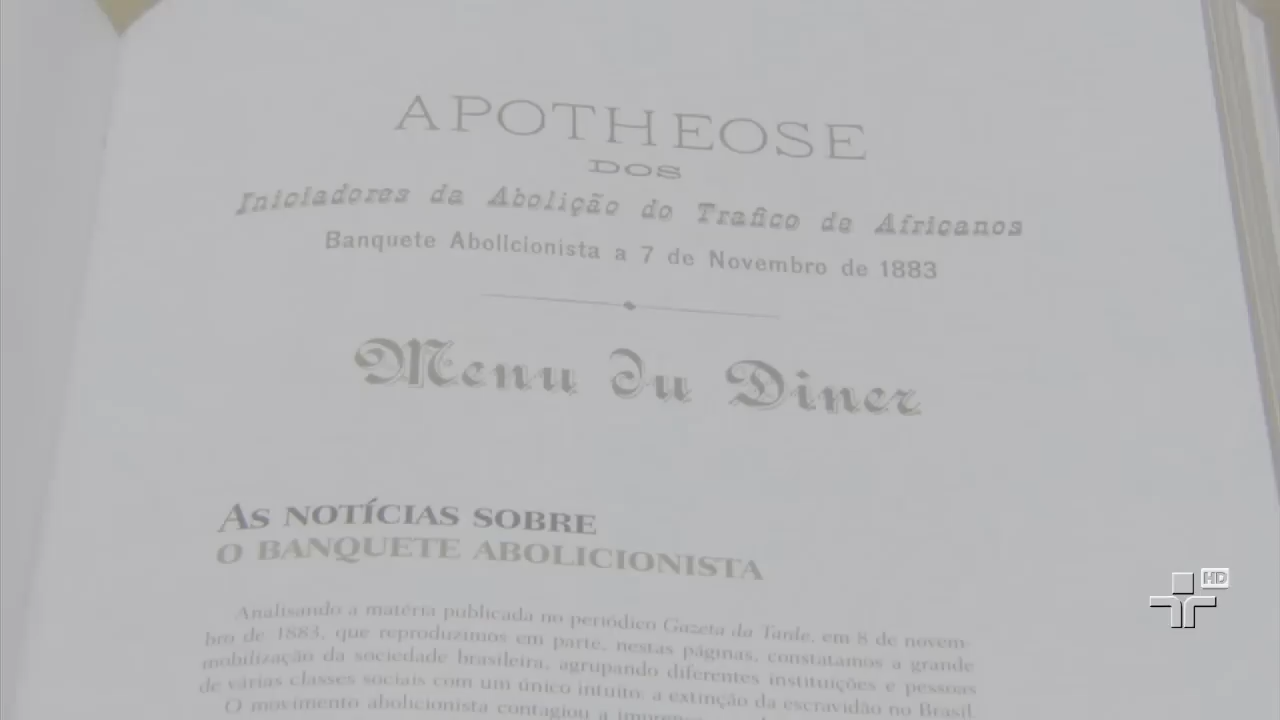 APOTHEOSE
DOS
Iniciadores da Abolição do Trafico de Africanos
Banquete Abolicionista a 7 de Novembro de 1883
Menu du Diner
AS NOTÍCIAS SOBRE
O BANQUETE ABOLICIONISTA
Analisando a matéria publicada no periódico Gazeta da Tarde, em 8 de novem-
bro de 1883, que reproduzimos em parte, nestas páginas, constatamos a grande
mobilização da sociedade brasileira, agrupando diferentes instituições e pessoas
de várias classes sociais com um único intuito: a extinção da escravidão no Brasil.
O movimento abolicionista contagiou a
HD